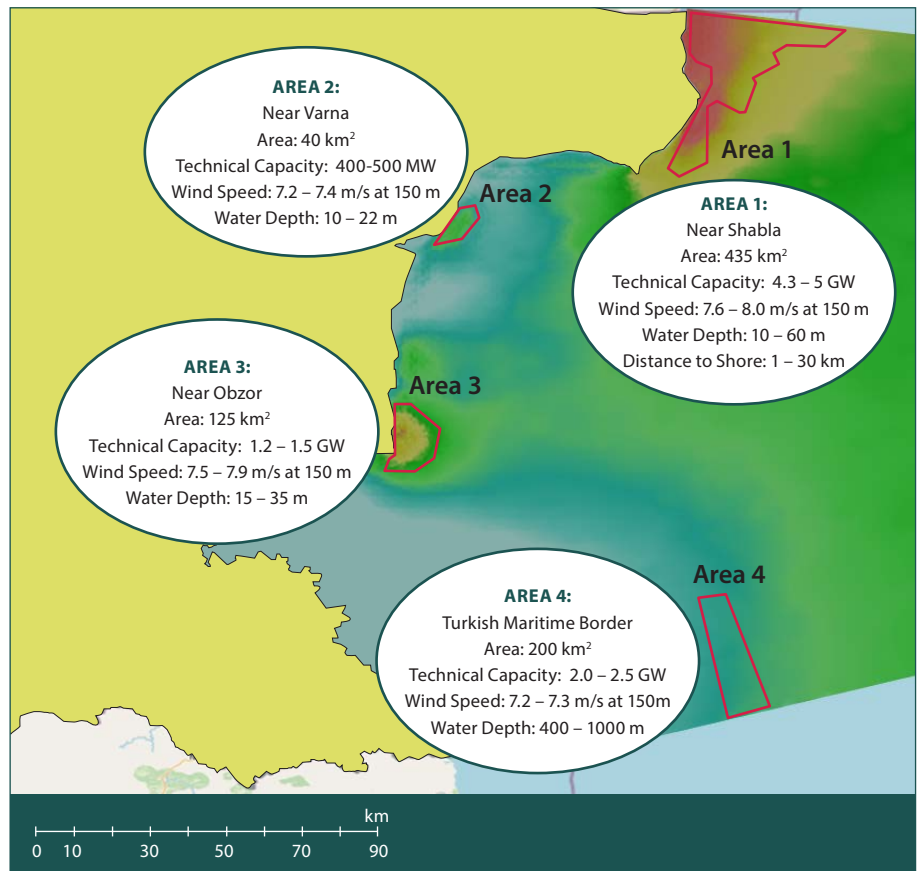 AREA 2:
Near Varna
Area: 40 km²
Technical Capacity: 400-500 MW
Wind Speed: 7.2 – 7.4 m/s at 150 m
Water Depth: 10 – 22 m
Area 1
Area 2
AREA 1:
Near Shabla
Area: 435 km²
Technical Capacity: 4.3 – 5 GW
Wind Speed: 7.6 – 8.0 m/s at 150 m
Water Depth: 10 – 60 m
Distance to Shore: 1 – 30 km
AREA 3:
Near Obzor
Area: 125 km²
Technical Capacity: 1.2 – 1.5 GW
Wind Speed: 7.5 – 7.9 m/s at 150 m
Water Depth: 15 – 35 m
Area 3
Area 4
AREA 4:
Turkish Maritime Border
Area: 200 km²
Technical Capacity: 2.0 – 2.5 GW
Wind Speed: 7.2 – 7.3 m/s at 150m
Water Depth: 400 – 1000 m
km
0 10 30 50 70 90